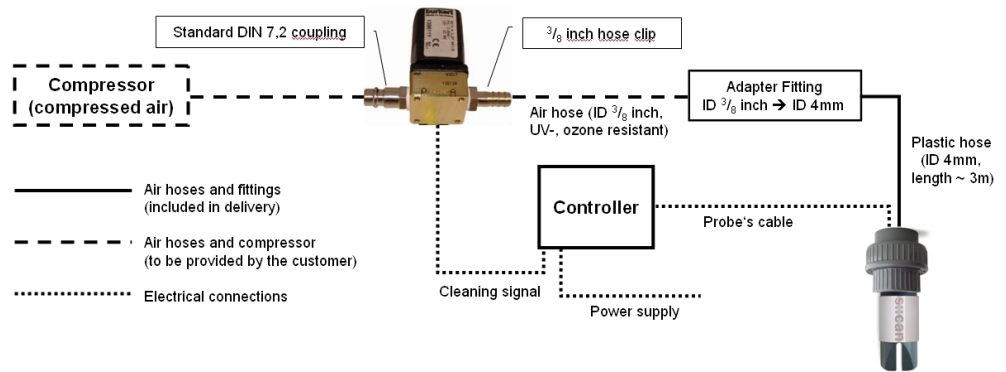 Standard DIN 7,2 coupling
3/8 inch hose clip
burkert
Compressor
(compressed air)
Adapter Fitting
ID 3/8 inch → ID 4mm
Air hose (ID 3/8 inch,
UV-, ozone resistant)
Plastic hose
(ID 4mm,
length ~ 3m)
Air hoses and fittings
(included in delivery)
Controller
Probe's cable
Air hoses and compressor
(to be provided by the customer)
Electrical connections
Cleaning signal
Power supply
s::can